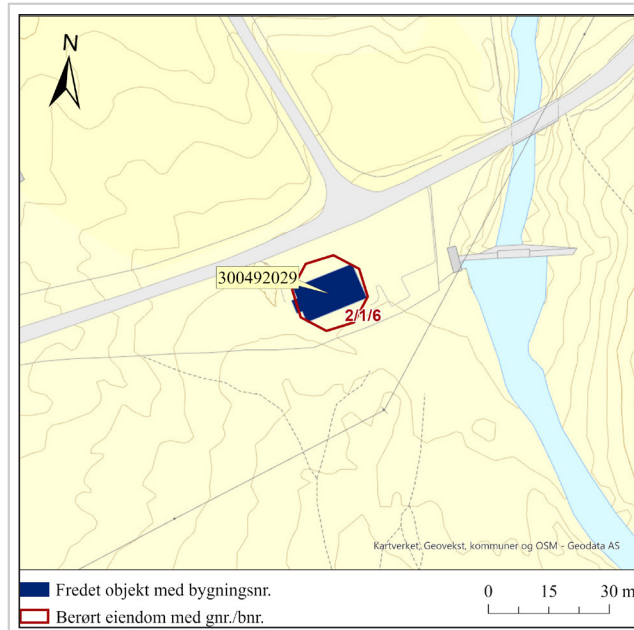 N
300492029
2/1/6
Kartverket, Geovekst, kommuner og OSM - Geodata AS
Fredet objekt med bygningsnr.
Berørt eiendom med gnr./bnr.
0 15 30 m